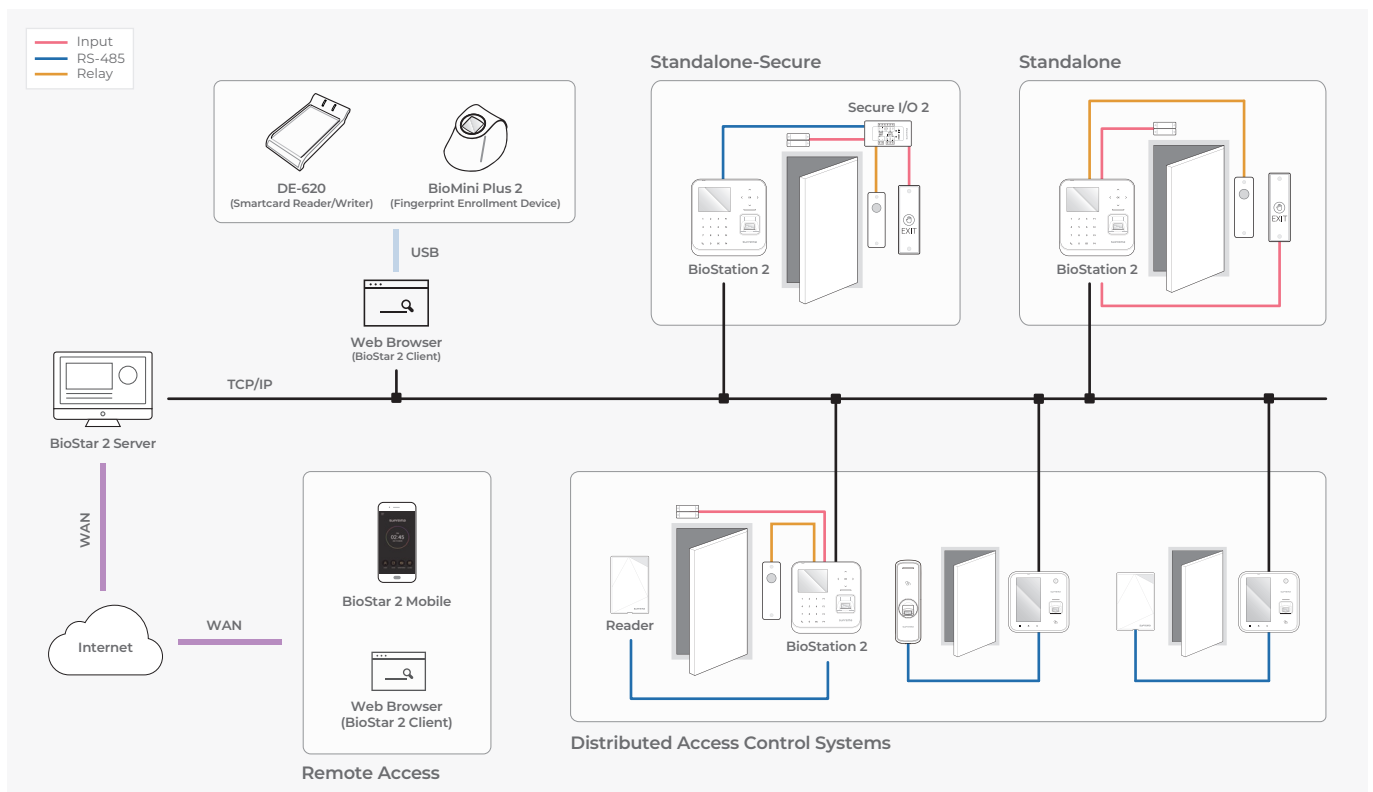 Input
RS-485
Relay
Standalone-Secure
Standalone
Secure I/O 2
DE-620
(Smartcard Reader/Writer)
BioMini Plus 2
(Fingerprint Enrollment Device)
EXIT
BioStation 2
EXIT
BioStation 2
USB
Web Browser
(BioStar 2 Client)
TCP/IP
BioStar 2 Server
WAN
Internet
WAN
02:45
BioStar 2 Mobile
Web Browser
(BioStar 2 Client)
Remote Access
Reader
BioStation 2
Distributed Access Control Systems